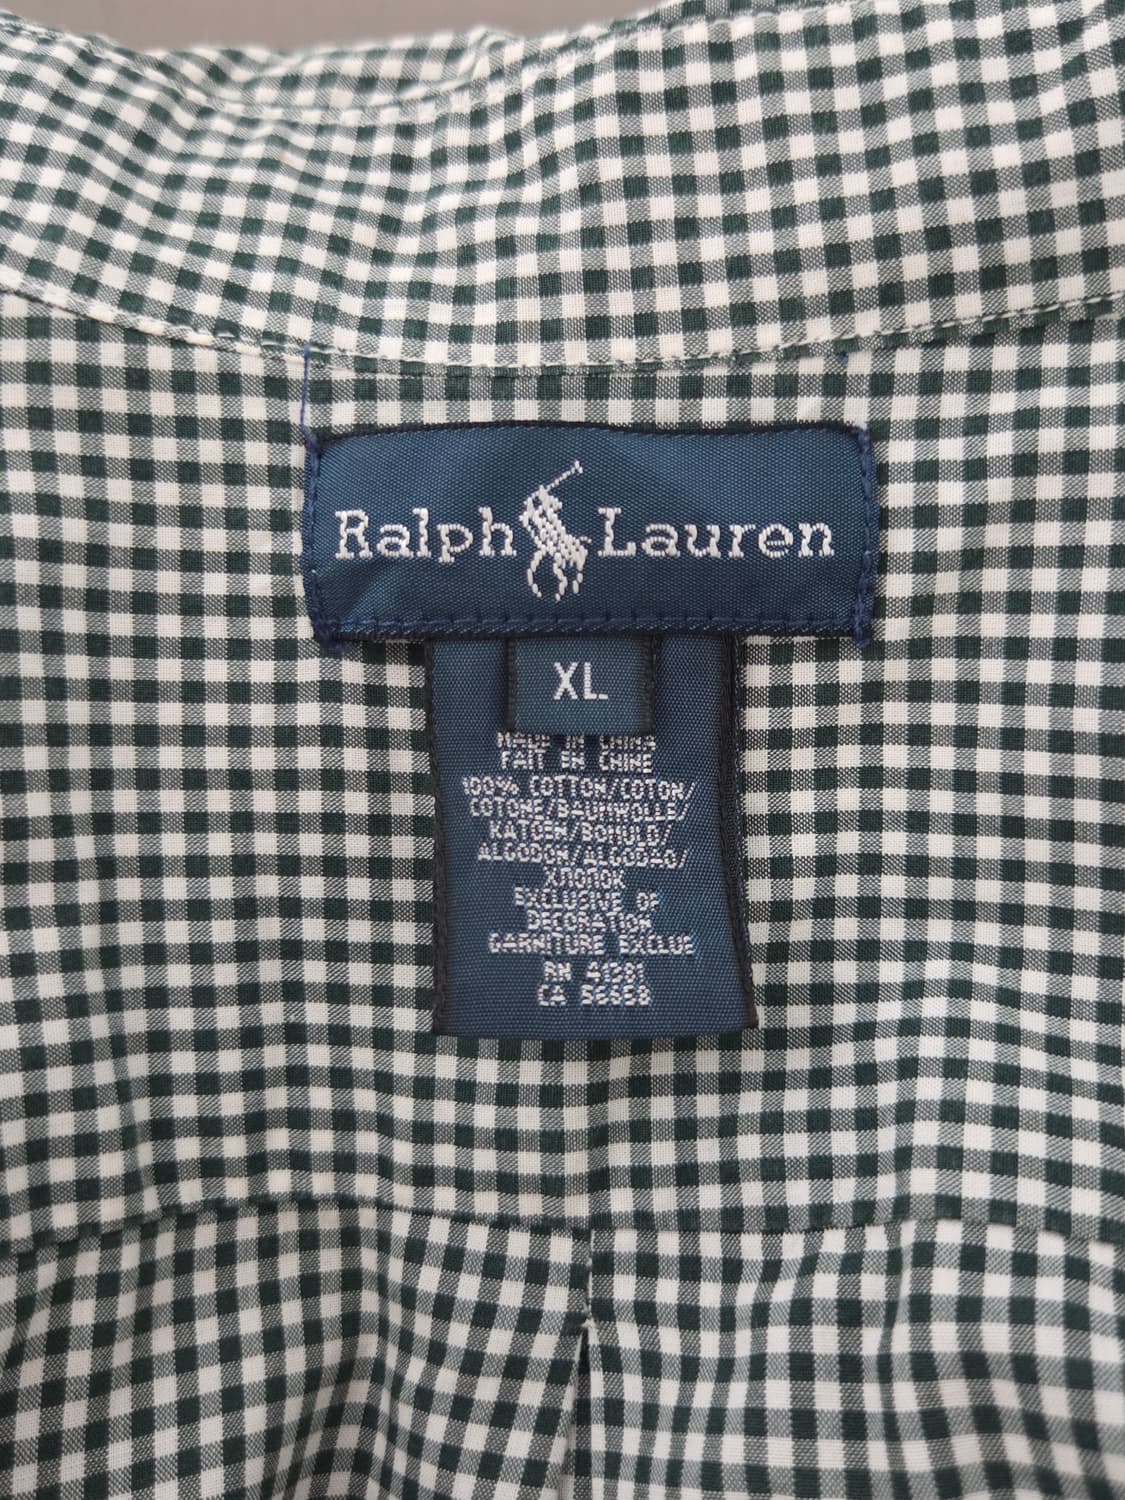 Ralph Lauren
XL
MADE IN CHINA
FAIT EN CHINE
100% COTTON/COTON/
COTONE/BAUMWOLLE/
KATOEN/BOMULD/
ALGODON/ALGODÃO/
ХЛОПОК
EXCLUSIVE OF
DECORATION
GARNITURE EXCLUE
RN 41381
CA